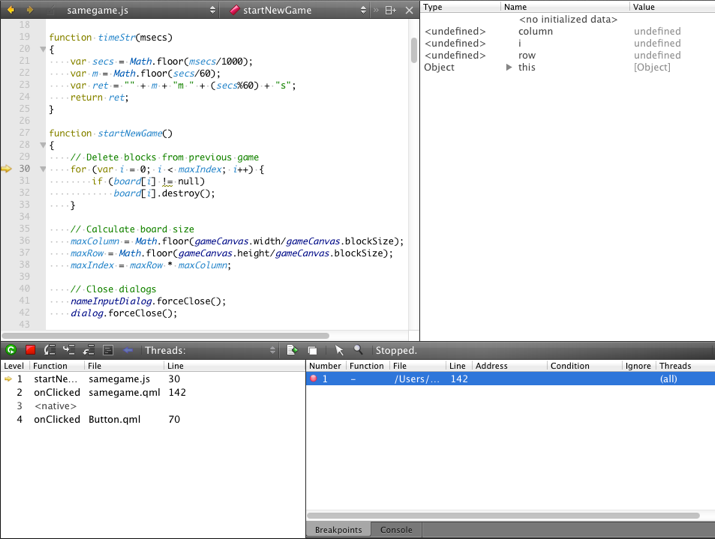 samegame.js startNewGame
18
19 function timeStr(msecs)
20 {
21 var secs = Math.floor(msecs/1000);
22 var m = Math.floor(secs/60);
23 var ret = "" + m + "m " + (secs%60) + "s";
24 return ret;
25 }
26
27 function startNewGame()
28 {
29 // Delete blocks from previous game
30 for (var i = 0; i < maxIndex; i++) {
31 if (board[i] != null)
32 board[i].destroy();
33 }
34
35 // Calculate board size
36 maxColumn = Math.floor(gameCanvas.width/gameCanvas.blockSize);
37 maxRow = Math.floor(gameCanvas.height/gameCanvas.blockSize);
38 maxIndex = maxRow * maxColumn;
39
40 // Close dialogs
41 nameInputDialog.forceClose();
42 dialog.forceClose();
43
Type Name Value
<no initialized data>
<undefined> column undefined
<undefined> i undefined
<undefined> row undefined
Object this [Object]
Threads: Stopped.
Level Function File Line
1 startNe... samegame.js 30
2 onClicked samegame.qml 142
3 <native>
4 onClicked Button.qml 70
Number Function File Line Address Condition Ignore Threads
1 – /Users/... 142 (all)
Breakpoints Console